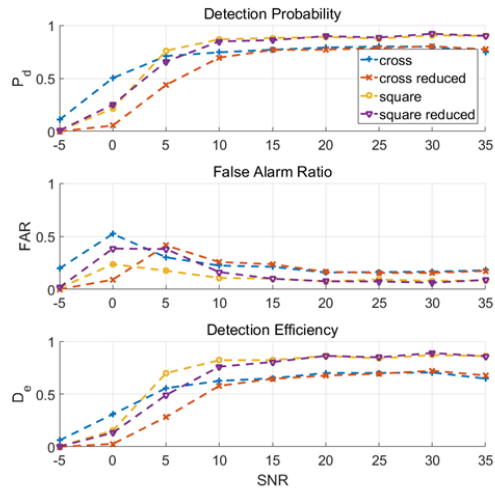 Detection Probability
1
0.5
0
P_d
-5 0 5 10 15 20 25 30 35
cross
cross reduced
square
square reduced
False Alarm Ratio
1
0.5
0
FAR
-5 0 5 10 15 20 25 30 35
Detection Efficiency
1
0.5
0
D_e
-5 0 5 10 15 20 25 30 35
SNR